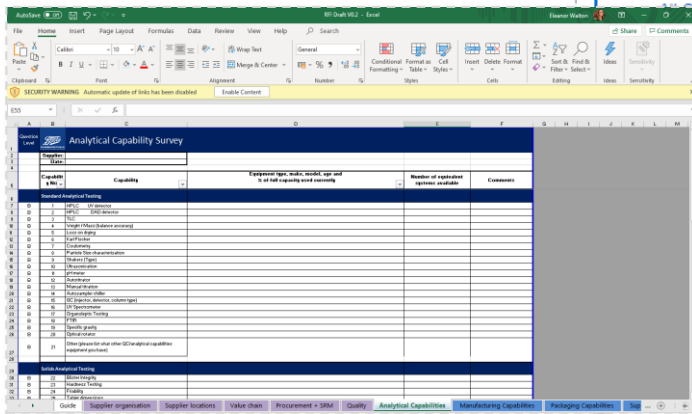 AutoSave On RFI Draft V0.2 - Excel Eleanor Walton
File Home Insert Page Layout Formulas Data Review View Help Search Share Comments
Paste Calibri 10 Wrap Text General Conditional Format as Cell Insert Delete Format Sort & Find & Ideas Sensitivity
B I U Merge & Center Formatting Table Styles Filter Select
Clipboard Font Alignment Number Styles Cells Editing Ideas Sensitivity
SECURITY WARNING Automatic update of links has been disabled Enable Content
E55
A B C D E F G H I J K L M
Question Level Analytical Capability Survey
Supplier:
Date:
Capability No Capability Equipment type, make, model, age and % of full capacity used currently Number of equivalent systems available Comments
Standard Analytical Testing
1 HPLC UV detector
2 HPLC DAD detector
3 TLC
4 Weight / Mass (balance accuracy)
5 Loss on drying
6 Karl Fischer
7 Coulometry
8 Particle Size characterisation
9 Shakers (Type)
10 Ultrasonication
11 pH meter
12 Autotitrator
13 Manual titration
14 Autosampler chiller
15 GC (injector, detector, column type)
16 UV Spectrometer
17 Organoleptic Testing
18 FTIR
19 Specific gravity
20 Optical rotator
21 Other (please list what other QC/analytical capabilities
equipment you have)
Solids Analytical Testing
22 Blister Integrity
23 Hardness Testing
24 Friability
Guide Supplier organisation Supplier locations Value chain Procurement + SRM Quality Analytical Capabilities Manufacturing Capabilities Packaging Capabilities Sup ...